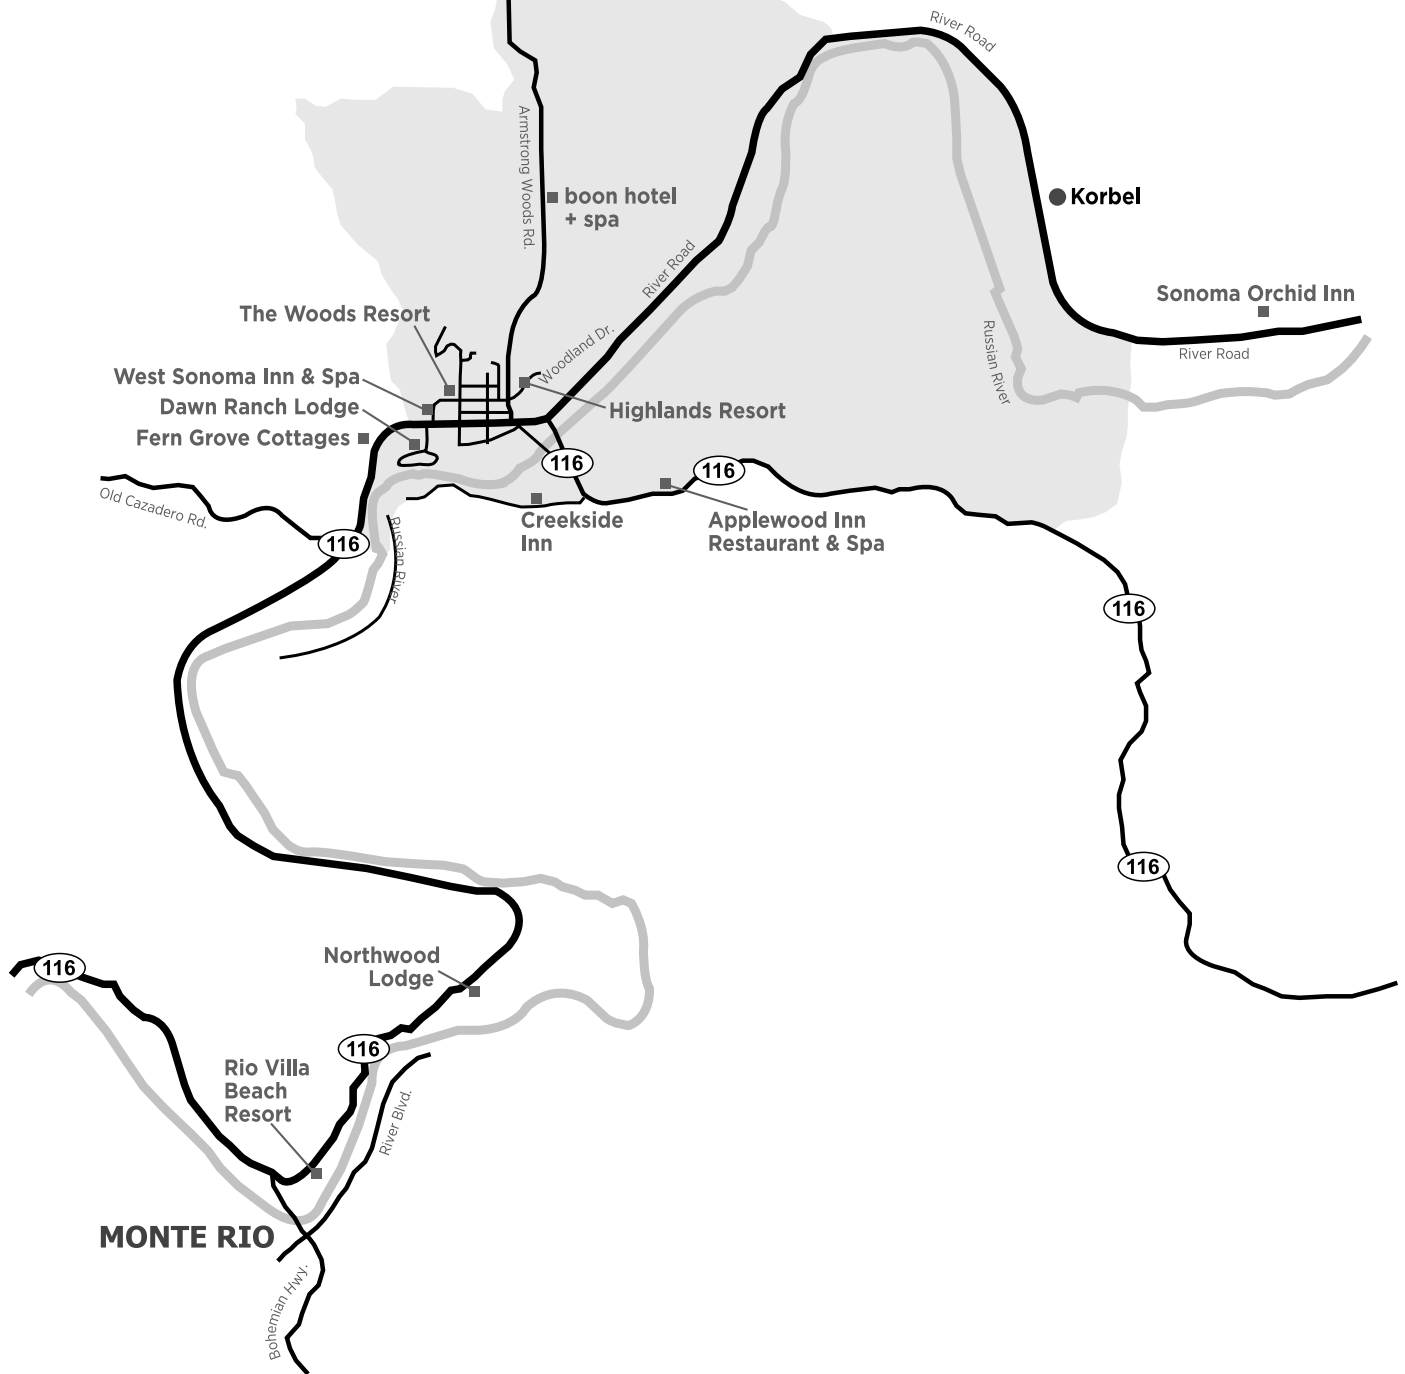 River Road
Armstrong Woods Rd.
boon hotel
+ spa
Korbel
River Road
Sonoma Orchid Inn
The Woods Resort
Woodland Dr.
Russian River
River Road
West Sonoma Inn & Spa
Dawn Ranch Lodge
Highlands Resort
Fern Grove Cottages
116
116
Old Cazadero Rd.
Creekside
Inn
Applewood Inn
Restaurant & Spa
116
Russian River
116
116
Northwood
Lodge
116
116
Rio Villa
Beach
Resort
River Blvd.
MONTE RIO
Bohemian Hwy.